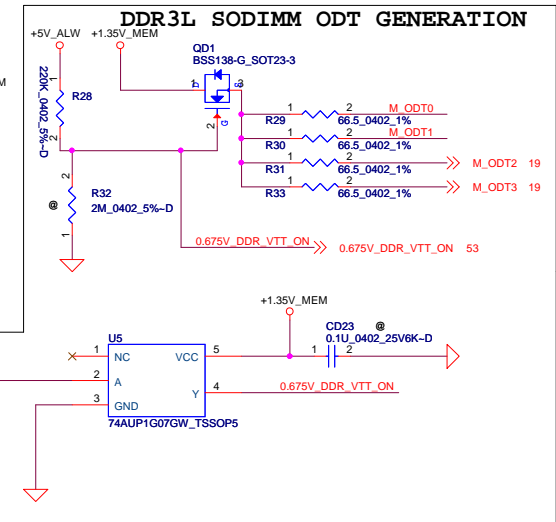 DDR3L SODIMM ODT GENERATION
+5V_ALW
+1.35V_MEM
QD1
BSS138-G_SOT23-3
M
1
220K_0402_5%~D
R28
2
1
D
S
3
2
G
1
2
M_ODT0
R29
66.5_0402_1%
1
2
M_ODT1
R30
66.5_0402_1%
1
2
M_ODT2 19
R31
66.5_0402_1%
1
2
M_ODT3 19
R33
66.5_0402_1%
2
R32
@
2M_0402_5%~D
1
0.675V_DDR_VTT_ON
0.675V_DDR_VTT_ON 53
+1.35V_MEM
CD23 @
0.1U_0402_25V6K~D
U5
1
NC
VCC
5
1
2
2
A
Y
4
0.675V_DDR_VTT_ON
3
GND
74AUP1G07GW_TSSOP5